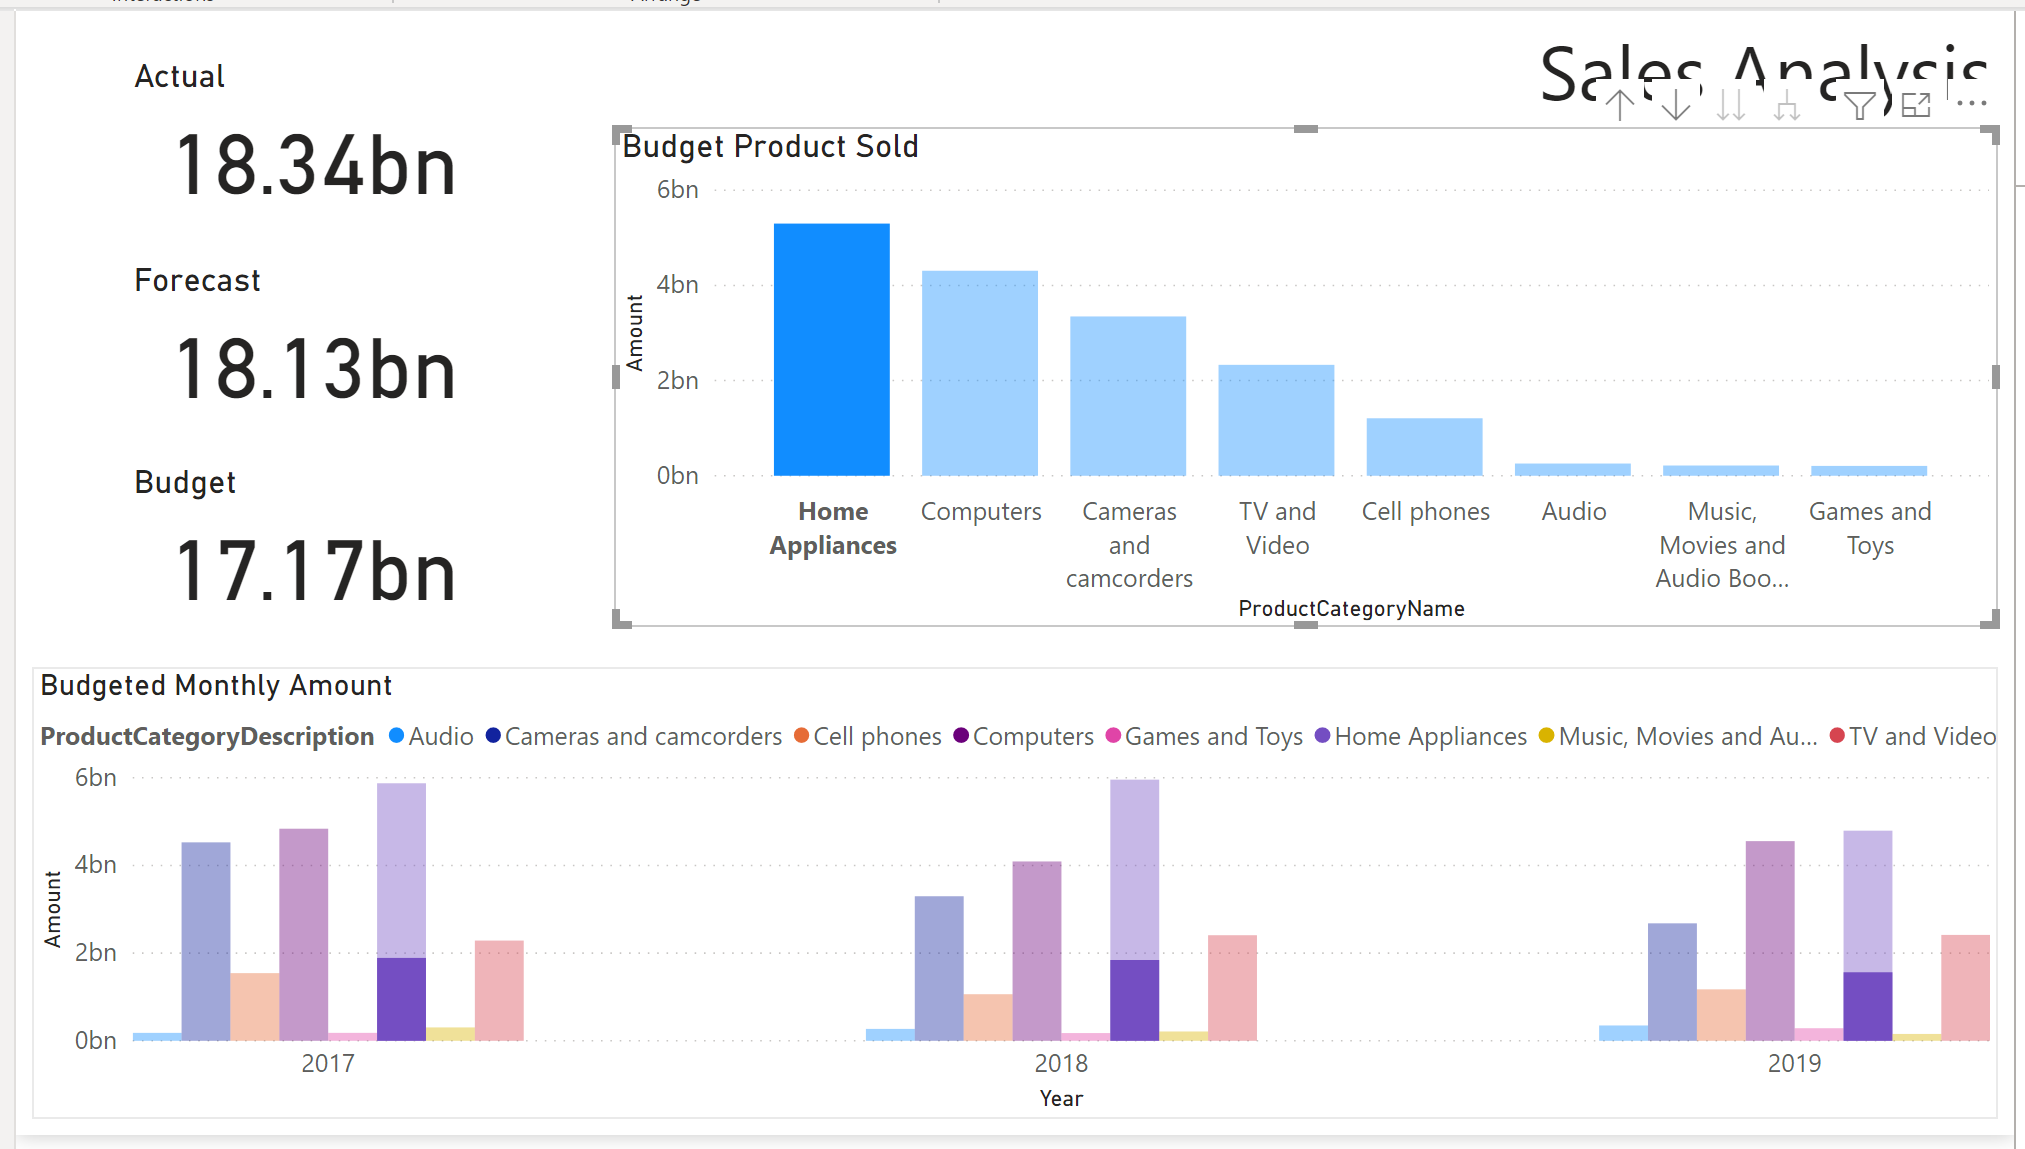 Sales Analysis
Actual
18.34bn
Forecast
18.13bn
Budget
17.17bn
Budget Product Sold
6bn
4bn
2bn
0bn
Amount
Home Appliances
Computers
Cameras and camcorders
TV and Video
Cell phones
Audio
Music, Movies and Audio Boo...
Games and Toys
ProductCategoryName
Budgeted Monthly Amount
ProductCategoryDescription Audio Cameras and camcorders Cell phones Computers Games and Toys Home Appliances Music, Movies and Au... TV and Video
6bn
4bn
2bn
0bn
Amount
2017 2018 2019
Year